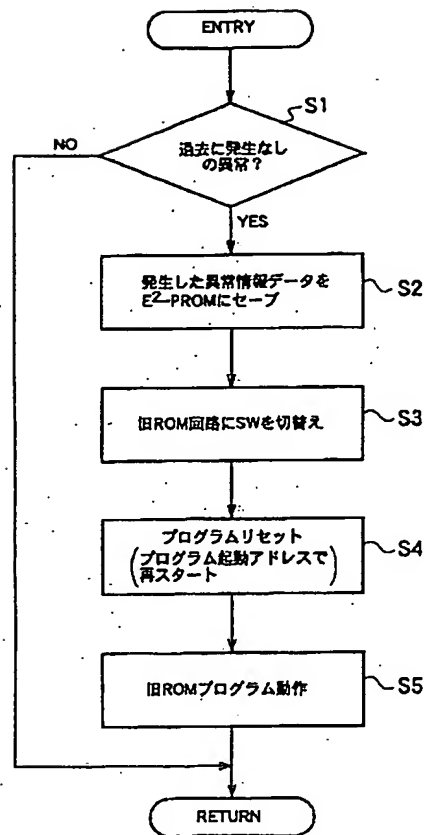 ENTRY
S1
過去に発生なし
の異常?
NO
YES
発生した異常情報データを
E²-PROMにセーブ
S2
旧ROM回路にSWを切替え
S3
プログラムリセット
(プログラム起動アドレスで
再スタート)
S4
旧ROMプログラム動作
S5
RETURN